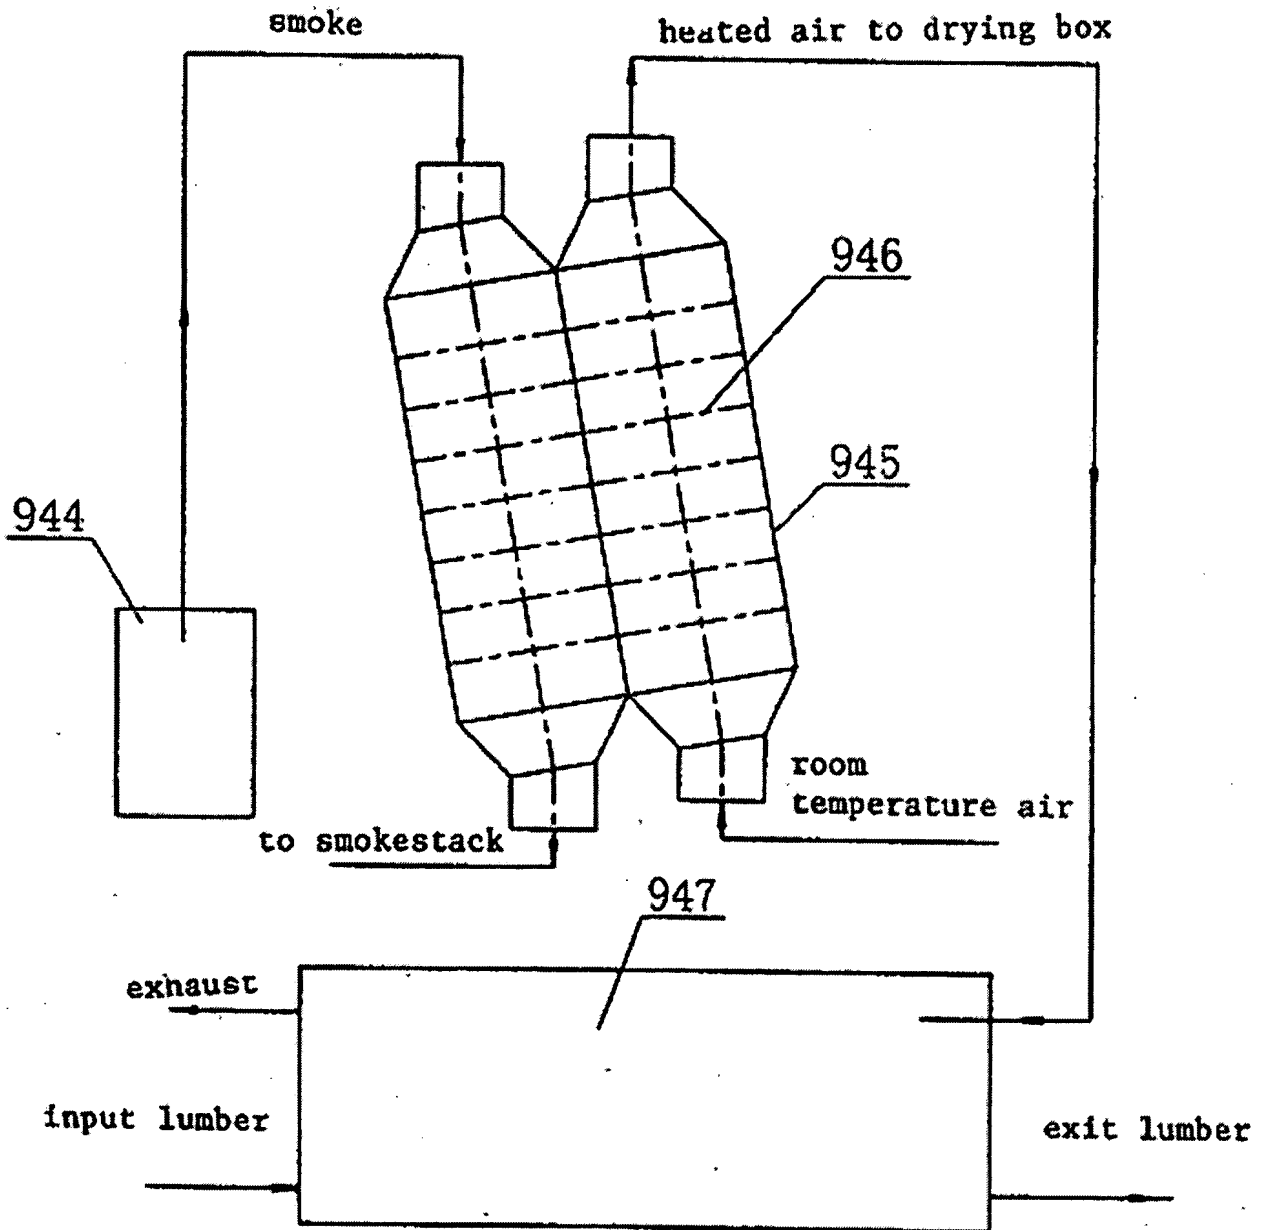 smoke
heated air to drying box
946
945
944
room
temperature air
to smokestack
947
exhaust
input lumber
exit lumber